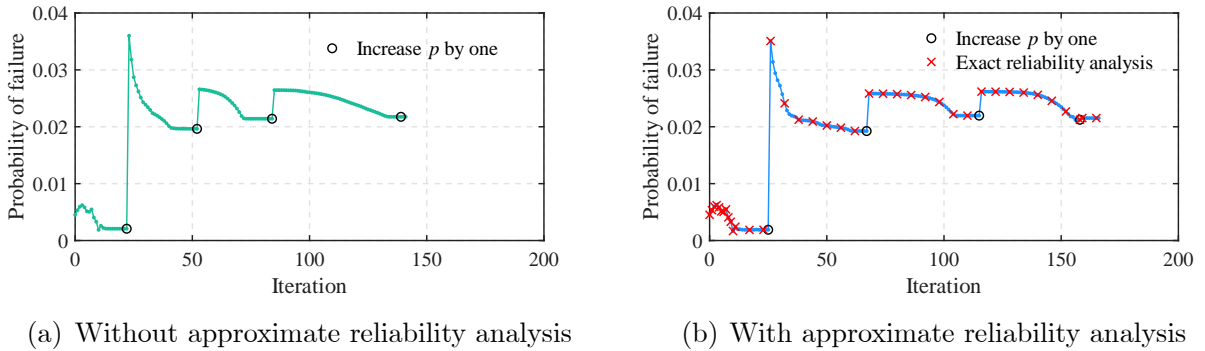 Probability of failure
0.04
0.03
0.02
0.01
0
Increase p by one
0 50 100 150 200
Iteration
(a) Without approximate reliability analysis
Probability of failure
0.04
0.03
0.02
0.01
0
Increase p by one
Exact reliability analysis
0 50 100 150 200
Iteration
(b) With approximate reliability analysis